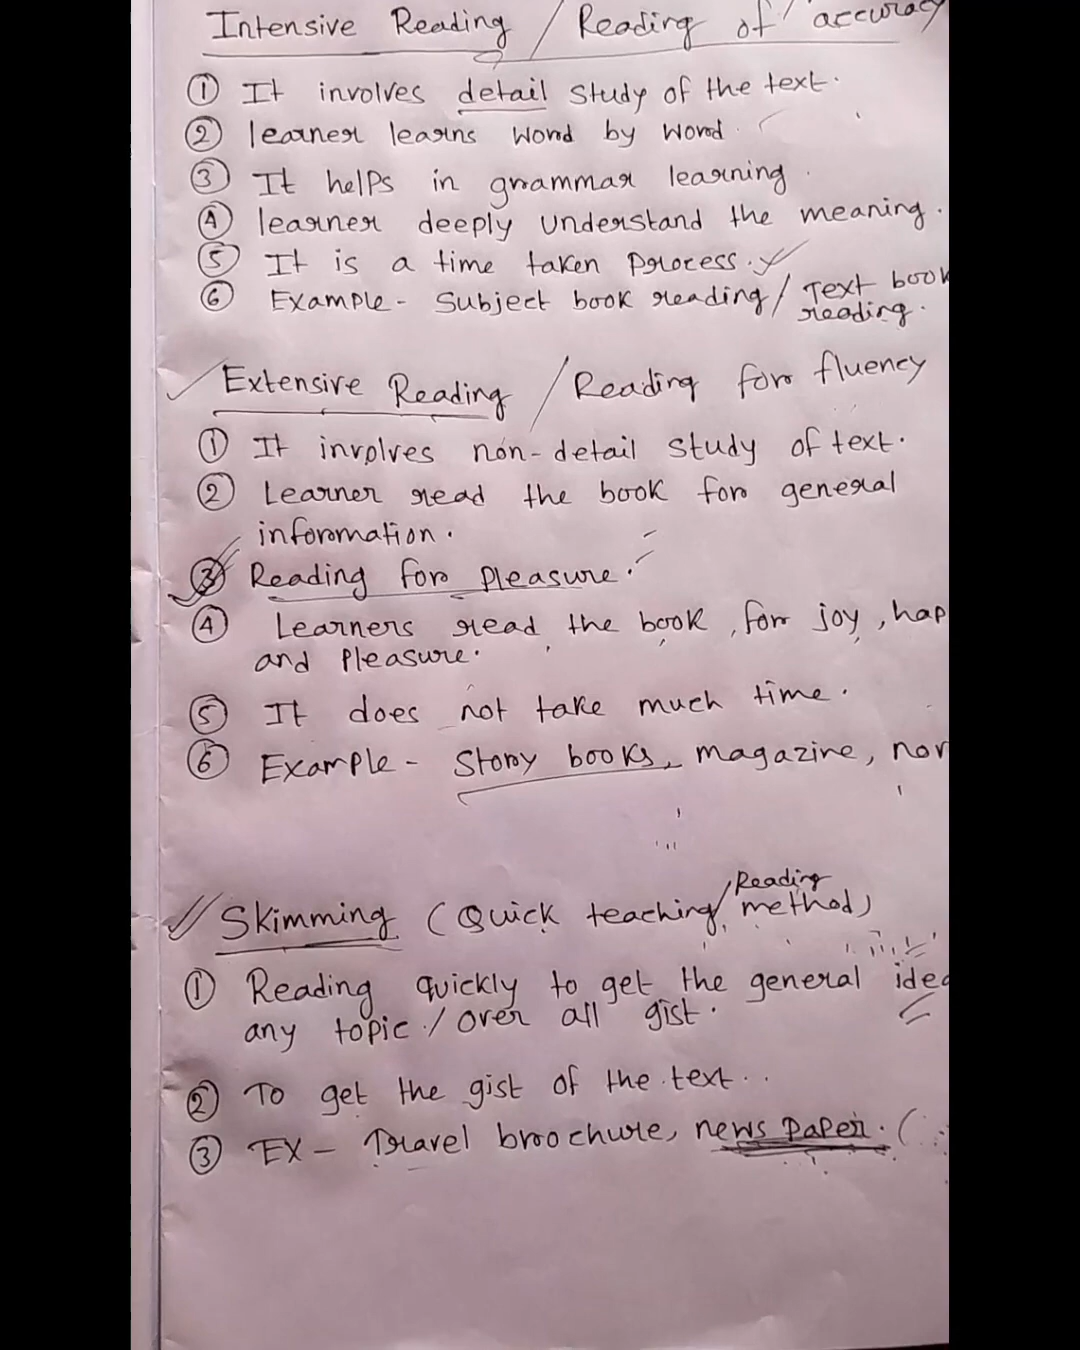 Intensive Reading / Reading of accuracy
① It involves detail study of the text.
② learner learns word by word
③ It helps in grammar learning
④ learner deeply understand the meaning.
⑤ It is a time taken process.
⑥ Example - Subject book reading / Text book
reading.
Extensive Reading / Reading for fluency
① It involves non-detail study of text.
② Learner read the book for general
information.
③ Reading for pleasure.
④ Learners read the book, for joy, hap
and pleasure.
⑤ It does not take much time.
⑥ Example - Story books, magazine,
Reading
Skimming (Quick teaching/ method)
① Reading quickly to get the general idea
any topic./ over all gist.
② To get the gist of the text..
③ EX - Travel broochure, news paper. (